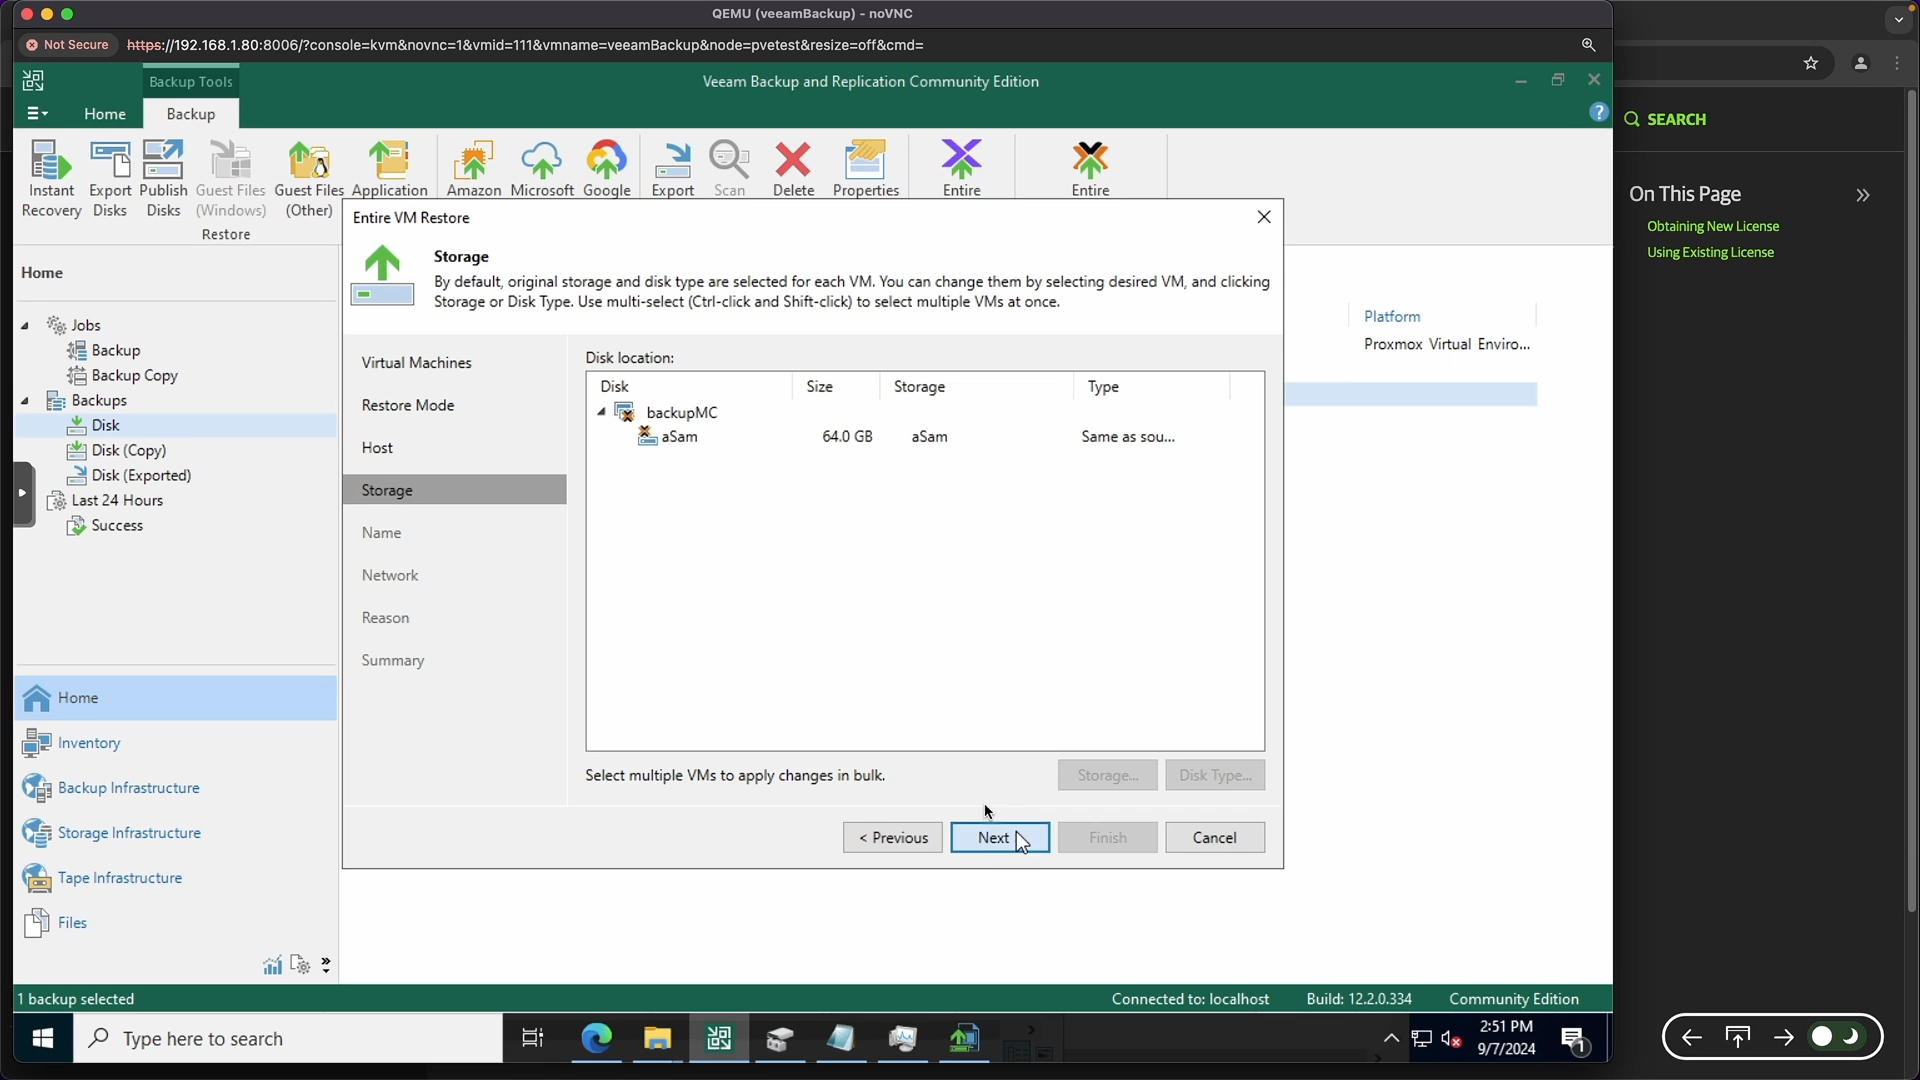 QEMU (veeamBackup) - noVNC
Not Secure
https://192.168.1.80:8006/?console=kvm&novnc=1&vmid=111&vmname=veeamBackup&node=pvetest&resize=off&cmd=
Backup Tools
Veeam Backup and Replication Community Edition
Home
Backup
Instant Recovery
Export Disks
Publish Disks
Guest Files (Windows)
Guest Files (Other)
Application
Amazon
Microsoft
Google
Export
Scan
Delete
Properties
Entire
Entire
Restore
SEARCH
On This Page
Obtaining New License
Using Existing License
Home
Jobs
Backup
Backup Copy
Backups
Disk
Disk (Copy)
Disk (Exported)
Last 24 Hours
Success
Home
Inventory
Backup Infrastructure
Storage Infrastructure
Tape Infrastructure
Files
Entire VM Restore
Storage
By default, original storage and disk type are selected for each VM. You can change them by selecting desired VM, and clicking
Storage or Disk Type. Use multi-select (Ctrl-click and Shift-click) to select multiple VMs at once.
Virtual Machines
Restore Mode
Host
Storage
Name
Network
Reason
Summary
Disk location:
Disk Size Storage Type
backupMC
aSam 64.0 GB aSam Same as sou...
Select multiple VMs to apply changes in bulk.
Storage...
Disk Type...
< Previous
Next
Finish
Cancel
Platform
Proxmox Virtual Enviro...
1 backup selected
Connected to: localhost
Build: 12.2.0.334
Community Edition
Type here to search
2:51 PM
9/7/2024
1